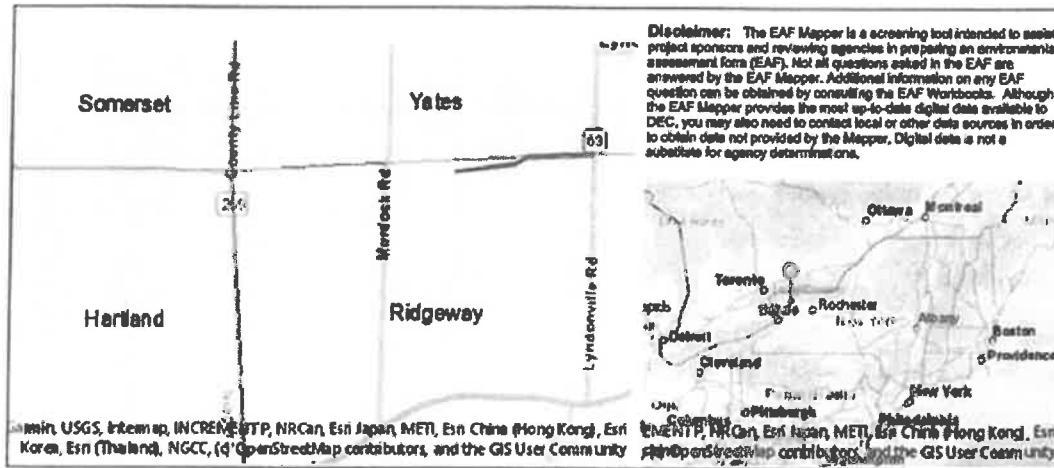 Disclaimer: The EAF Mapper is a screening tool intended to assist
project sponsors and reviewing agencies in preparing an environmental
assessment form (EAF). Not all questions asked in the EAF are
answered by the EAF Mapper. Additional information on any EAF
question can be obtained by consulting the EAF Workbooks. Although
the EAF Mapper provides the most up-to-date digital data available to
DEC, you may also need to contact local or other data sources in order
to obtain data not provided by the Mapper. Digital data is not a
substitute for agency determinations.
Somerset
Yates
County Line Rd
63
Murdock Rd
Hartland
Ridgeway
Lyndonville Rd
USGS, Intermap, INCREMENT P, NRCan, Esri Japan, METI, Esri China (Hong Kong), Esri
Korea, Esri (Thailand), NGCC, OpenStreetMap contributors, and the GIS User Community
Ottawa
Montreal
Toronto
Rochester
Detroit
Albany
Boston
Providence
Cleveland
New York
Pittsburgh
Philadelphia
Columbus
NRCan, Esri Japan, METI, Esri China (Hong Kong), Esri
OpenStreetMap contributors, and the GIS User